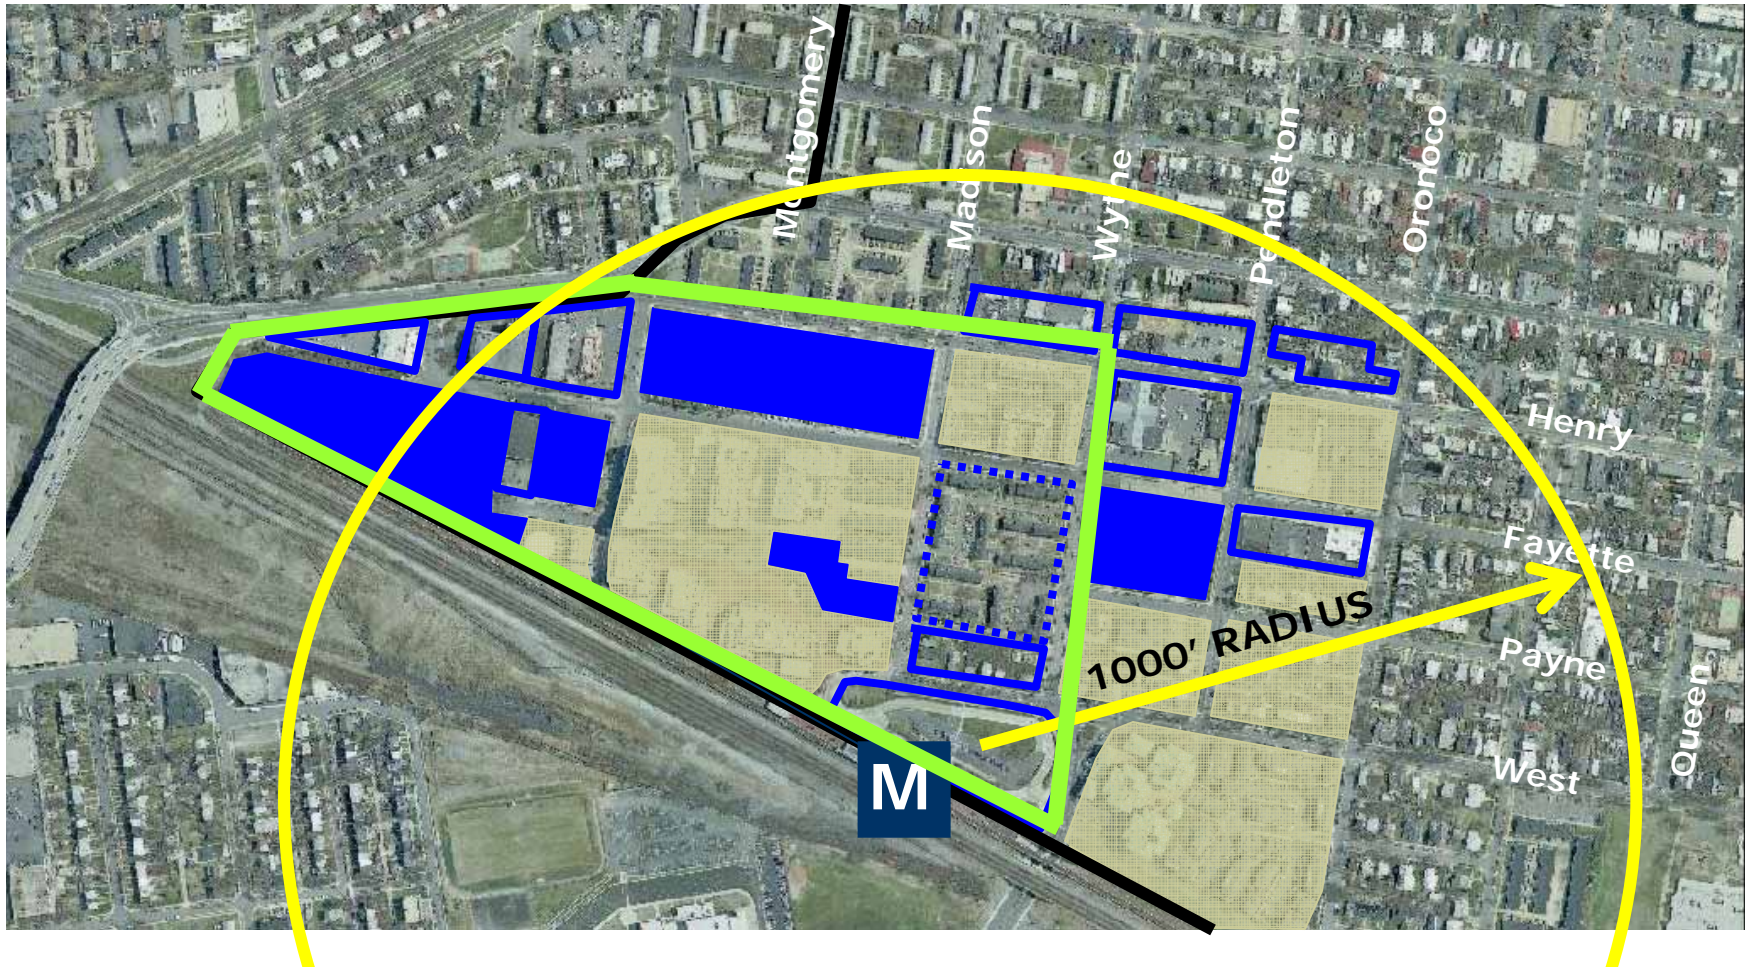 Montgomery
Madison
Wythe
Pendleton
Oronoco
Henry
Fayette
1000’ RADIUS
Payne
Queen
West
M